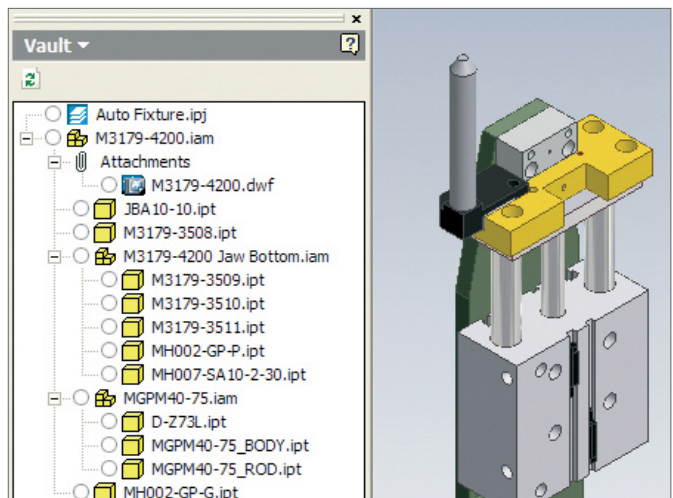 x
Vault
?
Auto Fixture.ipj
M3179-4200.iam
Attachments
M3179-4200.dwf
JBA10-10.ipt
M3179-3508.ipt
M3179-4200 Jaw Bottom.iam
M3179-3509.ipt
M3179-3510.ipt
M3179-3511.ipt
MH002-GP-P.ipt
MH007-SA10-2-30.ipt
MGPM40-75.iam
D-Z73L.ipt
MGPM40-75_BODY.ipt
MGPM40-75_ROD.ipt
MH002-GP-G.ipt